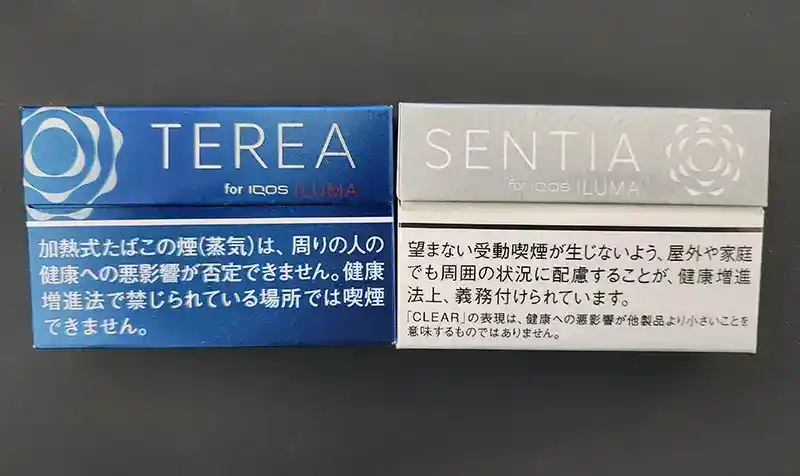 TEREA
for IQOS ILUMA
加熱式たばこの煙(蒸気)は、周りの人の
健康への悪影響が否定できません。健康
増進法で禁じられている場所では喫煙
できません。
SENTIA
for IQOS ILUMA
望まない受動喫煙が生じないよう、屋外や家庭
でも周囲の状況に配慮することが、健康増進
法上、義務付けられています。
「CLEAR」の表現は、健康への悪影響が他製品より小さいことを
意味するものではありません。